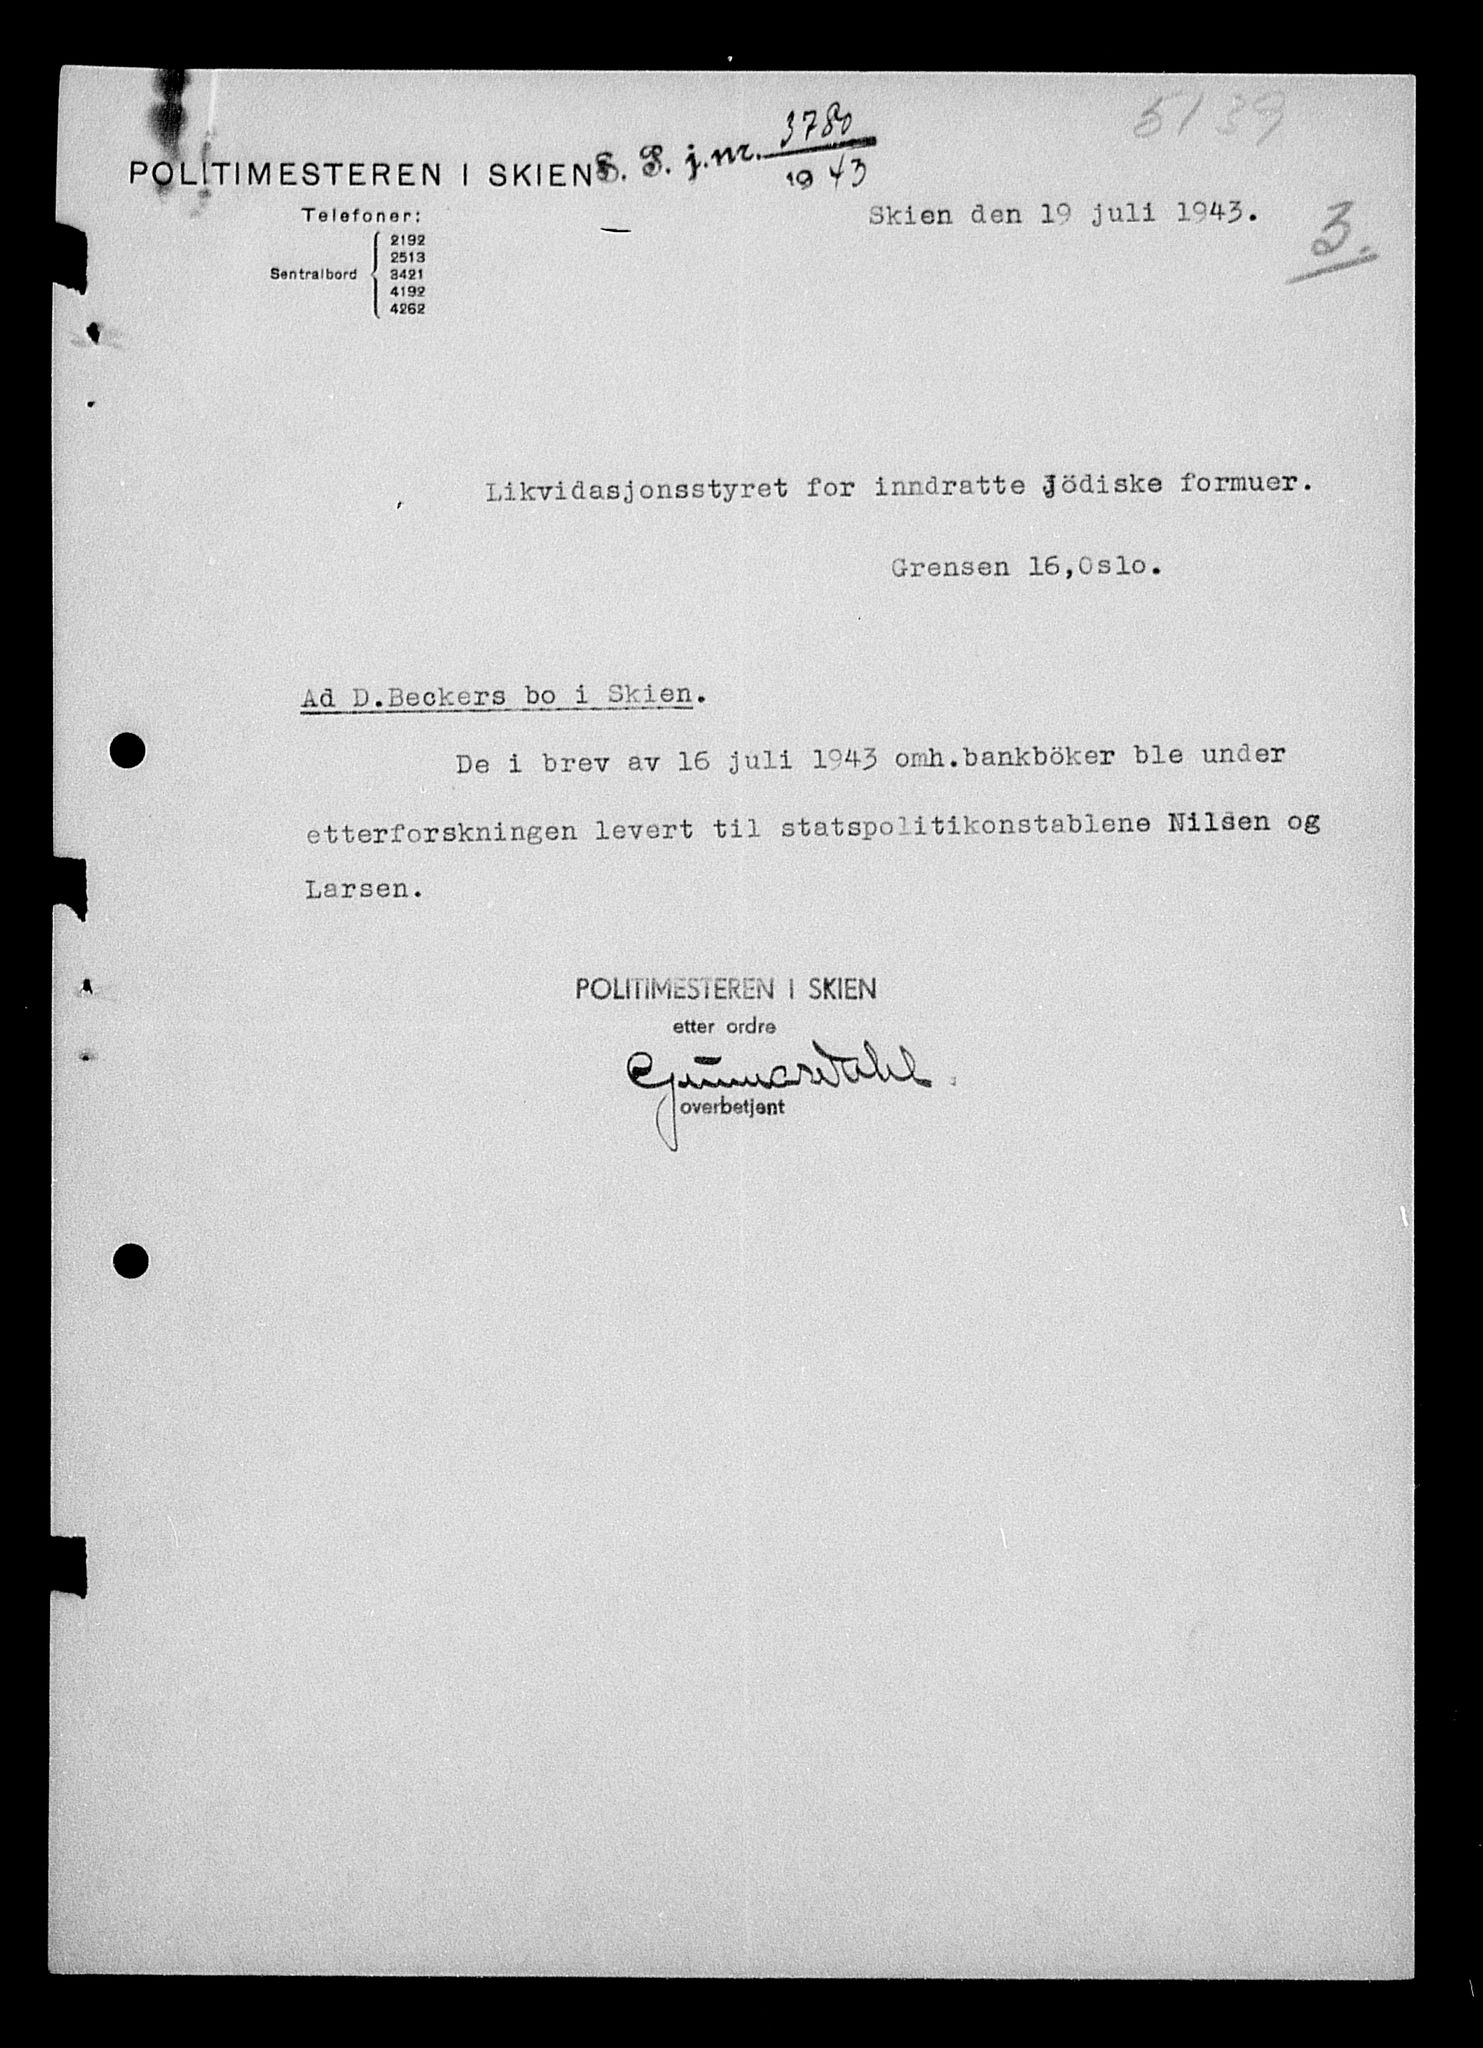 5139
POLITIMESTEREN I SKIEN
S. P. j.nr. 3780
1943
Telefoner:
Sentralbord
2192
2513
3421
4192
4262
Skien den 19 juli 1943.
3.
Likvidasjonsstyret for inndratte Jödiske formuer.
Grensen 16,Oslo.
Ad D.Beckers bo i Skien.
De i brev av 16 juli 1943 omh.bankböker ble under
etterforskningen levert til statspolitikonstablene Nilsen og
Larsen.
POLITIMESTEREN I SKIEN
etter ordre
Gunnar Dahl
overbetjent